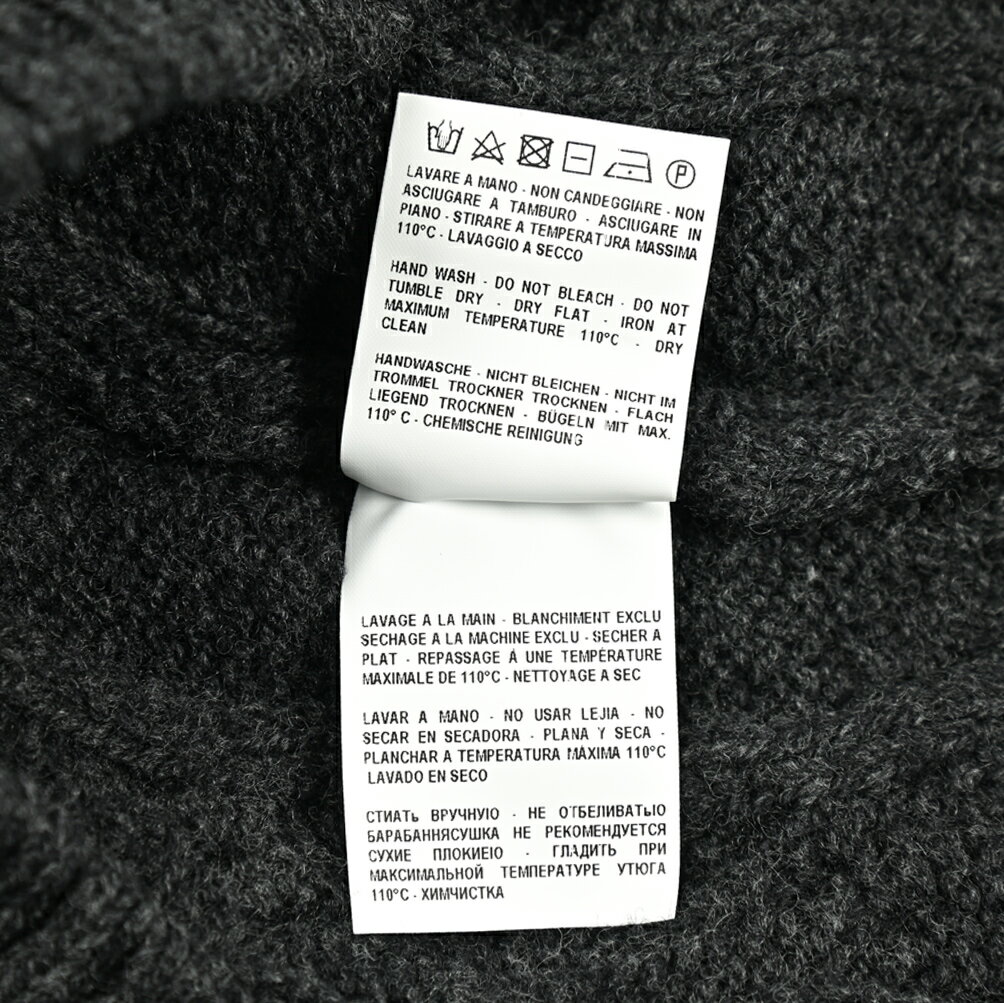 P
LAVARE A MANO - NON CANDEGGIARE - NON
ASCIUGARE A TAMBURO - ASCIUGARE IN
PIANO - STIRARE A TEMPERATURA MASSIMA
110°C - LAVAGGIO A SECCO
HAND WASH - DO NOT BLEACH - DO NOT
TUMBLE DRY - DRY FLAT - IRON AT
MAXIMUM TEMPERATURE 110°C - DRY
CLEAN
HANDWASCHE - NICHT BLEICHEN - NICHT IM
TROMMEL TROCKNER TROCKNEN - FLACH
LIEGEND TROCKNEN - BÜGELN MIT MAX.
110° C - CHEMISCHE REINIGUNG
LAVAGE A LA MAIN - BLANCHIMENT EXCLU
SECHAGE A LA MACHINE EXCLU - SECHER A
PLAT - REPASSAGE Á UNE TEMPÉRATURE
MAXIMALE DE 110°C - NETTOYAGE A SEC
LAVAR A MANO - NO USAR LEJIA - NO
SECAR EN SECADORA - PLANA Y SECA -
PLANCHAR A TEMPERATURA MÁXIMA 110°C
LAVADO EN SECO
СТИАТЬ ВРУЧНУЮ - НЕ ОТБЕЛИВАТЬЮ
БАРАБАННЯСУШКА НЕ РЕКОМЕНДУЕТСЯ
СУХИЕ ПЛОКИЕЮ - ГЛАДИТЬ ПРИ
МАКСИМАЛЬНОЙ ТЕМПЕРАТУРЕ УТЮГА
110°C - ХИМЧИСТКА